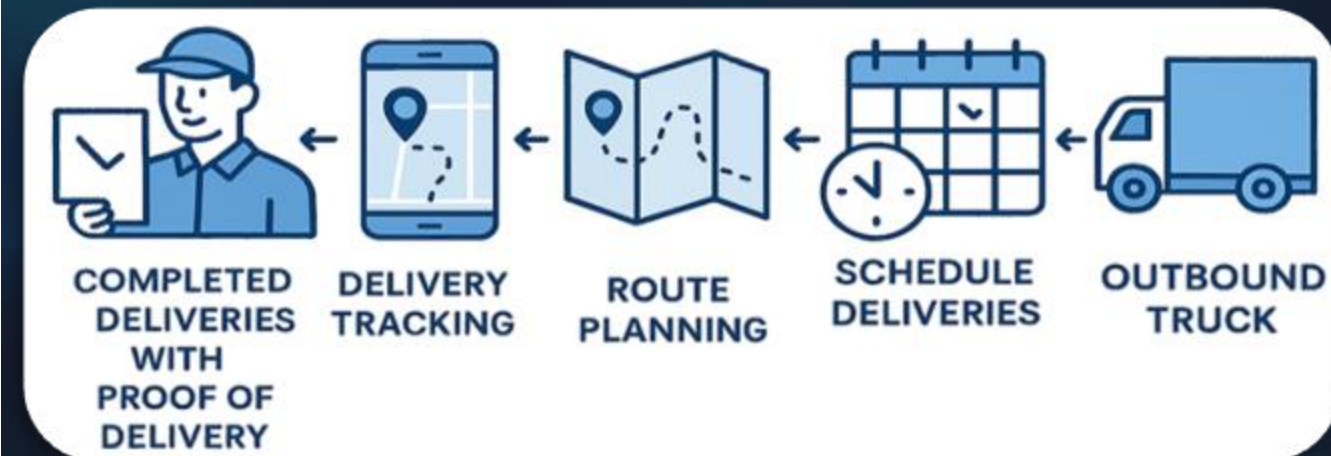 COMPLETED
DELIVERIES
WITH
PROOF OF
DELIVERY
DELIVERY
TRACKING
ROUTE
PLANNING
SCHEDULE
DELIVERIES
OUTBOUND
TRUCK